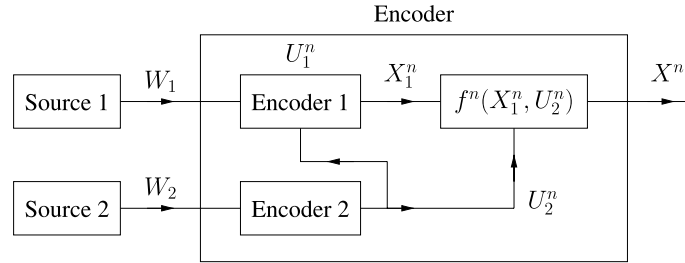 Encoder
U_1^n
W_1
X_1^n
X^n
Source 1
Encoder 1
f^n(X_1^n, U_2^n)
W_2
Source 2
Encoder 2
U_2^n